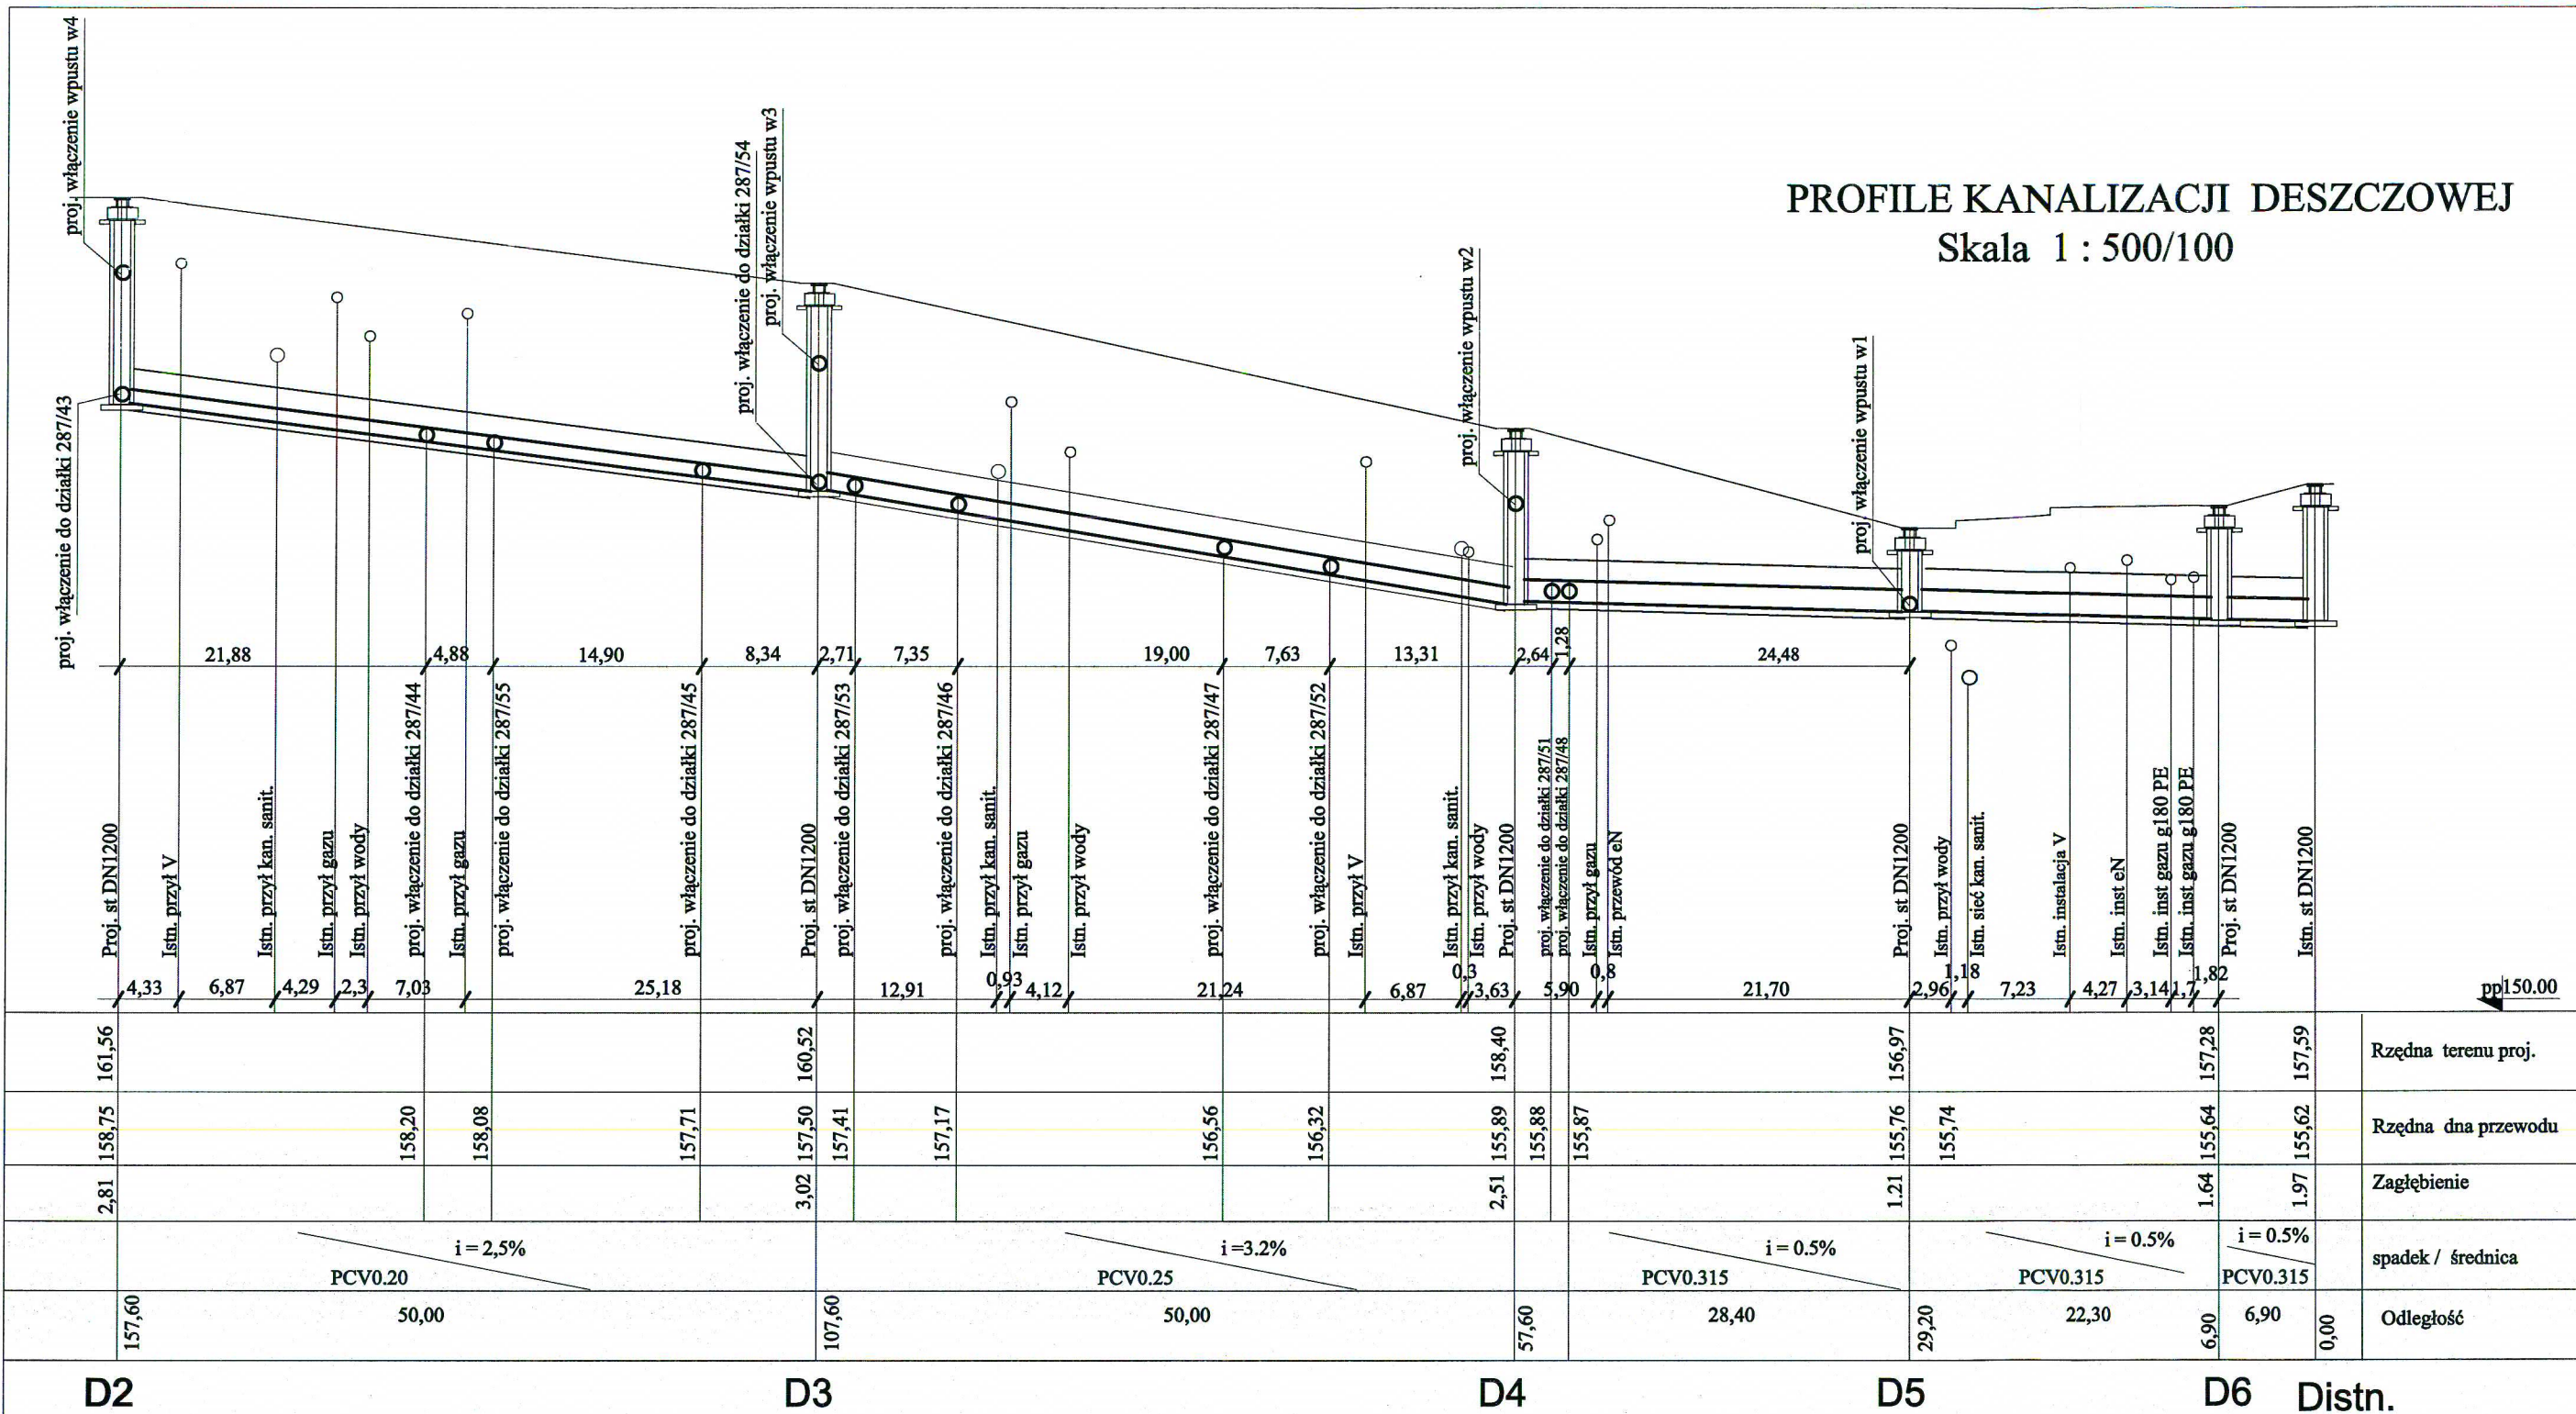 PROFILE KANALIZACJI DESZCZOWEJ
Skala 1 : 500/100
proj. włączenie wpustu w4
proj. włączenie do działki 287/43
proj. włączenie do działki 287/54
proj. włączenie wpustu w3
proj. włączenie wpustu w2
proj. włączenie wpustu w1
21,88 4,88 14,90 8,34 2,71 7,35 19,00 7,63 13,31 2,64 1,28 24,48
Proj. st DN1200
Istn. przył V
Istn. przył kan. sanit.
Istn. przył gazu
Istn. przył wody
proj. włączenie do działki 287/44
Istn. przył gazu
proj. włączenie do działki 287/55
proj. włączenie do działki 287/45
Proj. st DN1200
proj. włączenie do działki 287/53
proj. włączenie do działki 287/46
Istn. przył kan. sanit.
Istn. przył gazu
Istn. przył wody
proj. włączenie do działki 287/47
proj. włączenie do działki 287/52
Istn. przył V
Istn. przył kan. sanit.
Istn. przył wody
Proj. st DN1200
proj. włączenie do działki 287/51
proj. włączenie do działki 287/48
Istn. przył gazu
Istn. przewód eN
Proj. st DN1200
Istn. przył wody
Istn. sieć kan. sanit.
Istn. instalacja V
Istn. inst eN
Istn. inst gazu g180 PE
Istn. inst gazu g180 PE
Proj. st DN1200
Istn. st DN1200
4,33 6,87 4,29 2,3 7,03 25,18 12,91 0,93 4,12 21,24 6,87 0,3 3,63 5,90 0,8 21,70 2,96 1,18 7,23 4,27 3,14 1,7 1,82
pp150.00
161,56 160,52 158,40 156,97 157,28 157,59 Rzędna terenu proj.
158,75 158,20 158,08 157,71 157,50 157,41 157,17 156,56 156,32 155,89 155,88 155,87 155,76 155,74 155,64 155,62 Rzędna dna przewodu
2,81 3,02 2,51 1.21 1.64 1.97 Zagłębienie
i = 2,5% i =3.2% i = 0.5% i = 0.5% i = 0.5% spadek / średnica
PCV0.20 PCV0.25 PCV0.315 PCV0.315 PCV0.315
157,60 50,00 107,60 50,00 57,60 28,40 29,20 22,30 6,90 6,90 0,00 Odległość
D2 D3 D4 D5 D6 Distn.